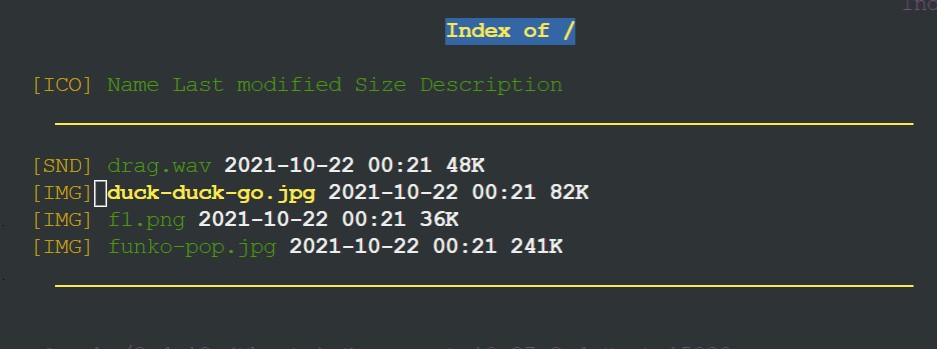 Index of /
[ICO] Name Last modified Size Description
[SND] drag.wav 2021-10-22 00:21 48K
[IMG] duck-duck-go.jpg 2021-10-22 00:21 82K
[IMG] f1.png 2021-10-22 00:21 36K
[IMG] funko-pop.jpg 2021-10-22 00:21 241K